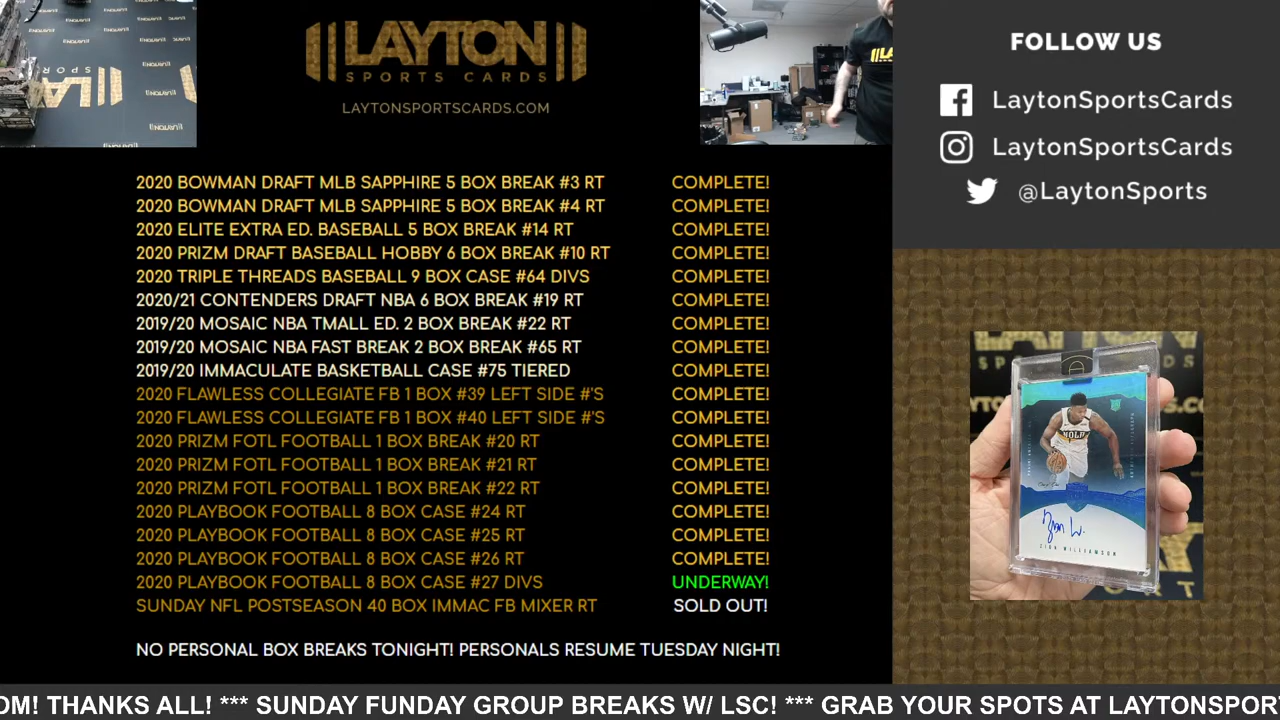 LAYTON
SPORTS CARDS
LAYTONSPORTSCARDS.COM
FOLLOW US
LaytonSportsCards
LaytonSportsCards
@LaytonSports
2020 BOWMAN DRAFT MLB SAPPHIRE 5 BOX BREAK #3 RT COMPLETE!
2020 BOWMAN DRAFT MLB SAPPHIRE 5 BOX BREAK #4 RT COMPLETE!
2020 ELITE EXTRA ED. BASEBALL 5 BOX BREAK #14 RT COMPLETE!
2020 PRIZM DRAFT BASEBALL HOBBY 6 BOX BREAK #10 RT COMPLETE!
2020 TRIPLE THREADS BASEBALL 9 BOX CASE #64 DIVS COMPLETE!
2020/21 CONTENDERS DRAFT NBA 6 BOX BREAK #19 RT COMPLETE!
2019/20 MOSAIC NBA TMALL ED. 2 BOX BREAK #22 RT COMPLETE!
2019/20 MOSAIC NBA FAST BREAK 2 BOX BREAK #65 RT COMPLETE!
2019/20 IMMACULATE BASKETBALL CASE #75 TIERED COMPLETE!
2020 FLAWLESS COLLEGIATE FB 1 BOX #39 LEFT SIDE #'S COMPLETE!
2020 FLAWLESS COLLEGIATE FB 1 BOX #40 LEFT SIDE #'S COMPLETE!
2020 PRIZM FOTL FOOTBALL 1 BOX BREAK #20 RT COMPLETE!
2020 PRIZM FOTL FOOTBALL 1 BOX BREAK #21 RT COMPLETE!
2020 PRIZM FOTL FOOTBALL 1 BOX BREAK #22 RT COMPLETE!
2020 PLAYBOOK FOOTBALL 8 BOX CASE #24 RT COMPLETE!
2020 PLAYBOOK FOOTBALL 8 BOX CASE #25 RT COMPLETE!
2020 PLAYBOOK FOOTBALL 8 BOX CASE #26 RT COMPLETE!
2020 PLAYBOOK FOOTBALL 8 BOX CASE #27 DIVS UNDERWAY!
SUNDAY NFL POSTSEASON 40 BOX IMMAC FB MIXER RT SOLD OUT!
NO PERSONAL BOX BREAKS TONIGHT! PERSONALS RESUME TUESDAY NIGHT!
NOLA
ZION WILLIAMSON
OM! THANKS ALL! *** SUNDAY FUNDAY GROUP BREAKS W/ LSC! *** GRAB YOUR SPOTS AT LAYTONSPOR